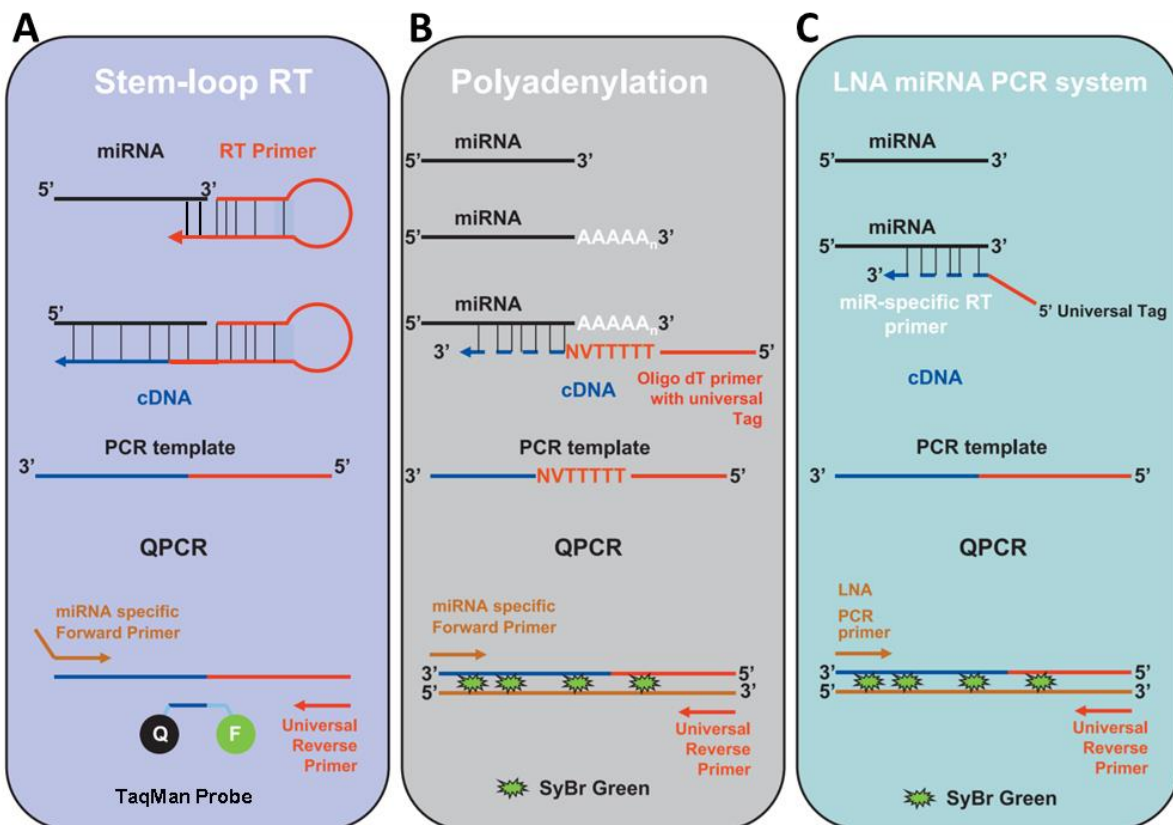 A
Stem-loop RT
miRNA
RT Primer
5’
3’
5’
cDNA
PCR template
3’
5’
QPCR
miRNA specific
Forward Primer
Q
F
Universal
Reverse
Primer
TaqMan Probe
B
Polyadenylation
miRNA
5’
3’
miRNA
5’
AAAAAn3’
miRNA
5’
AAAAAn3’
3’
NVTTTTT
5’
cDNA
Oligo dT primer
with universal
Tag
PCR template
3’
NVTTTTT
5’
QPCR
miRNA specific
Forward Primer
3’
5’
5’
3’
Universal
Reverse
Primer
SyBr Green
C
LNA miRNA PCR system
miRNA
5’
3’
miRNA
5’
3’
3’
miR-specific RT
primer
5’ Universal Tag
cDNA
PCR template
3’
5’
QPCR
LNA
PCR
primer
3’
5’
5’
3’
Universal
Reverse
Primer
SyBr Green